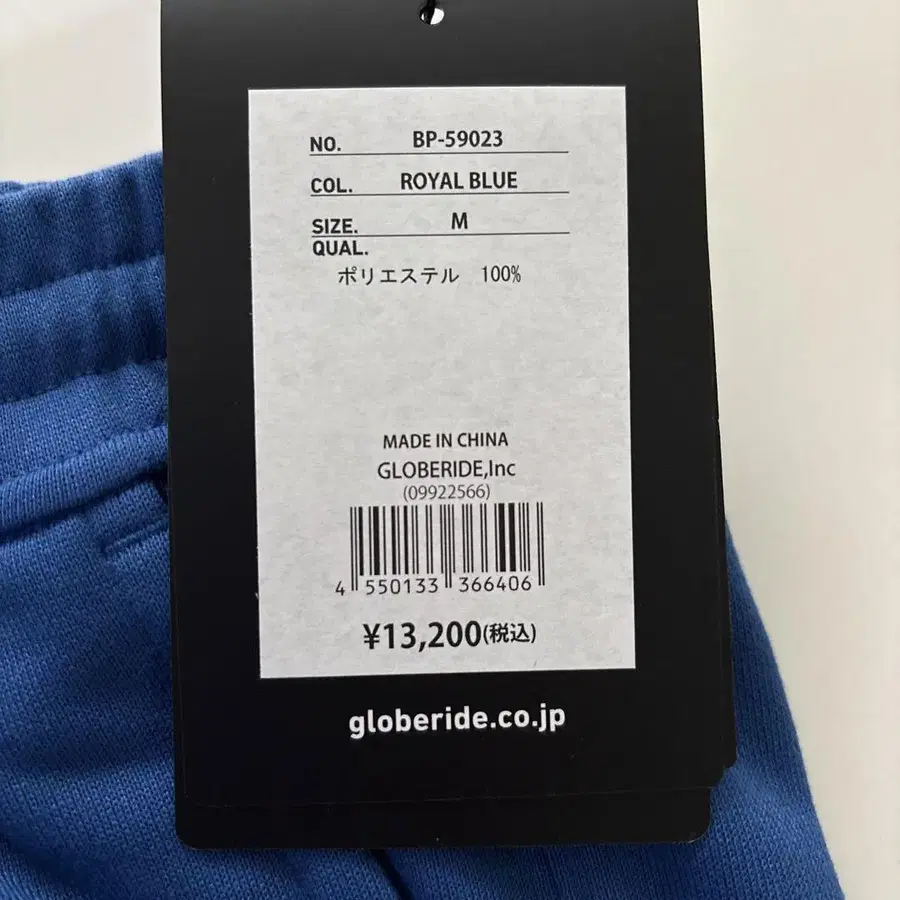 NO. BP-59023
COL. ROYAL BLUE
SIZE. M
QUAL.
ポリエステル 100%
MADE IN CHINA
GLOBERIDE,Inc
(09922566)
4 550133 366406
¥13,200(税込)
globeride.co.jp